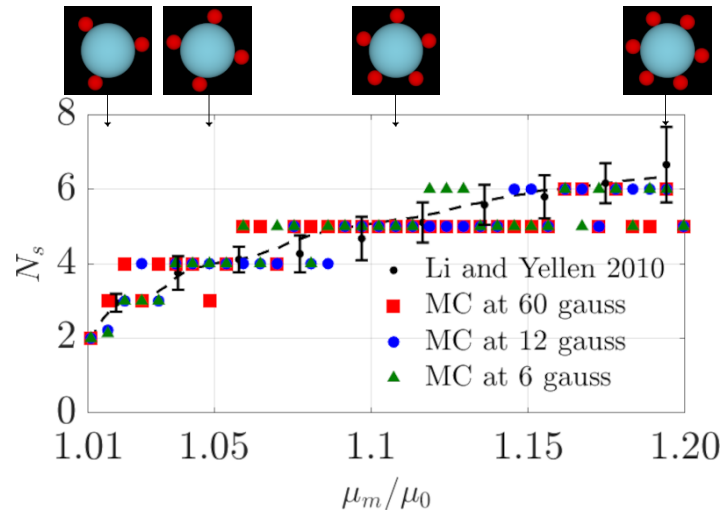 8
6
4
2
0
N_s
Li and Yellen 2010
MC at 60 gauss
MC at 12 gauss
MC at 6 gauss
1.01 1.05 1.1 1.15 1.20
μ_m/μ_0